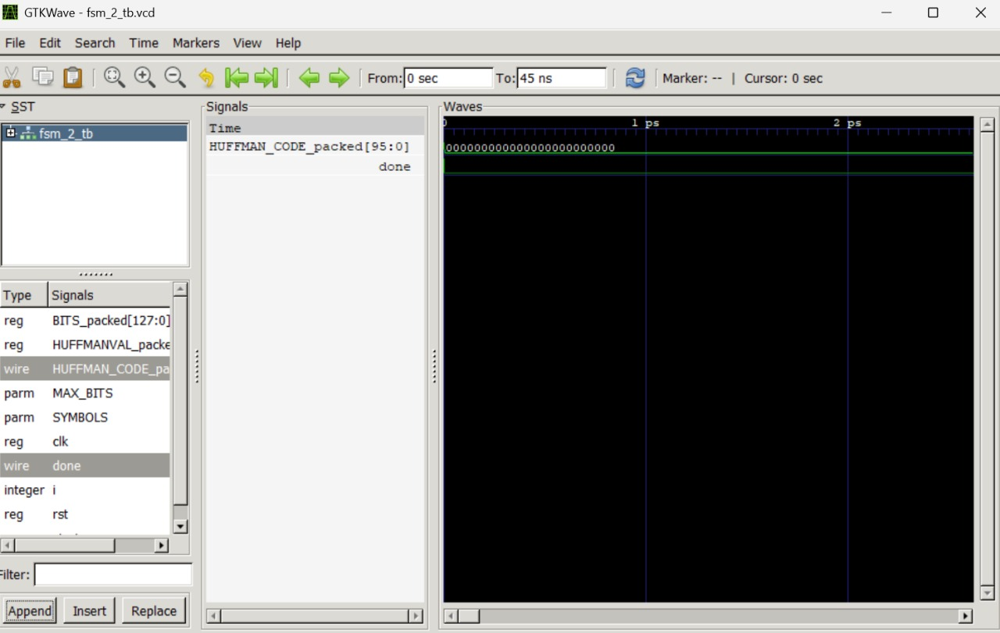 GTKWave - fsm_2_tb.vcd
File Edit Search Time Markers View Help
From: 0 sec To: 45 ns Marker: -- | Cursor: 0 sec
SST
fsm_2_tb
Type Signals
reg BITS_packed[127:0]
reg HUFFMANVAL_packe
wire HUFFMAN_CODE_pa
parm MAX_BITS
parm SYMBOLS
reg clk
wire done
integer i
reg rst
Filter:
Append Insert Replace
Signals
Time
HUFFMAN_CODE_packed[95:0]
done
Waves
0 1 ps 2 ps
000000000000000000000000